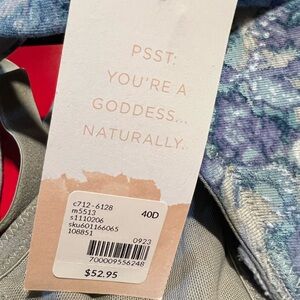 PSST:
YOU'RE A
GODDESS...
NATURALLY.
c712-6128
m5513
40D
s1110206
sku601166065
108851
0923
700009556248
$52.95